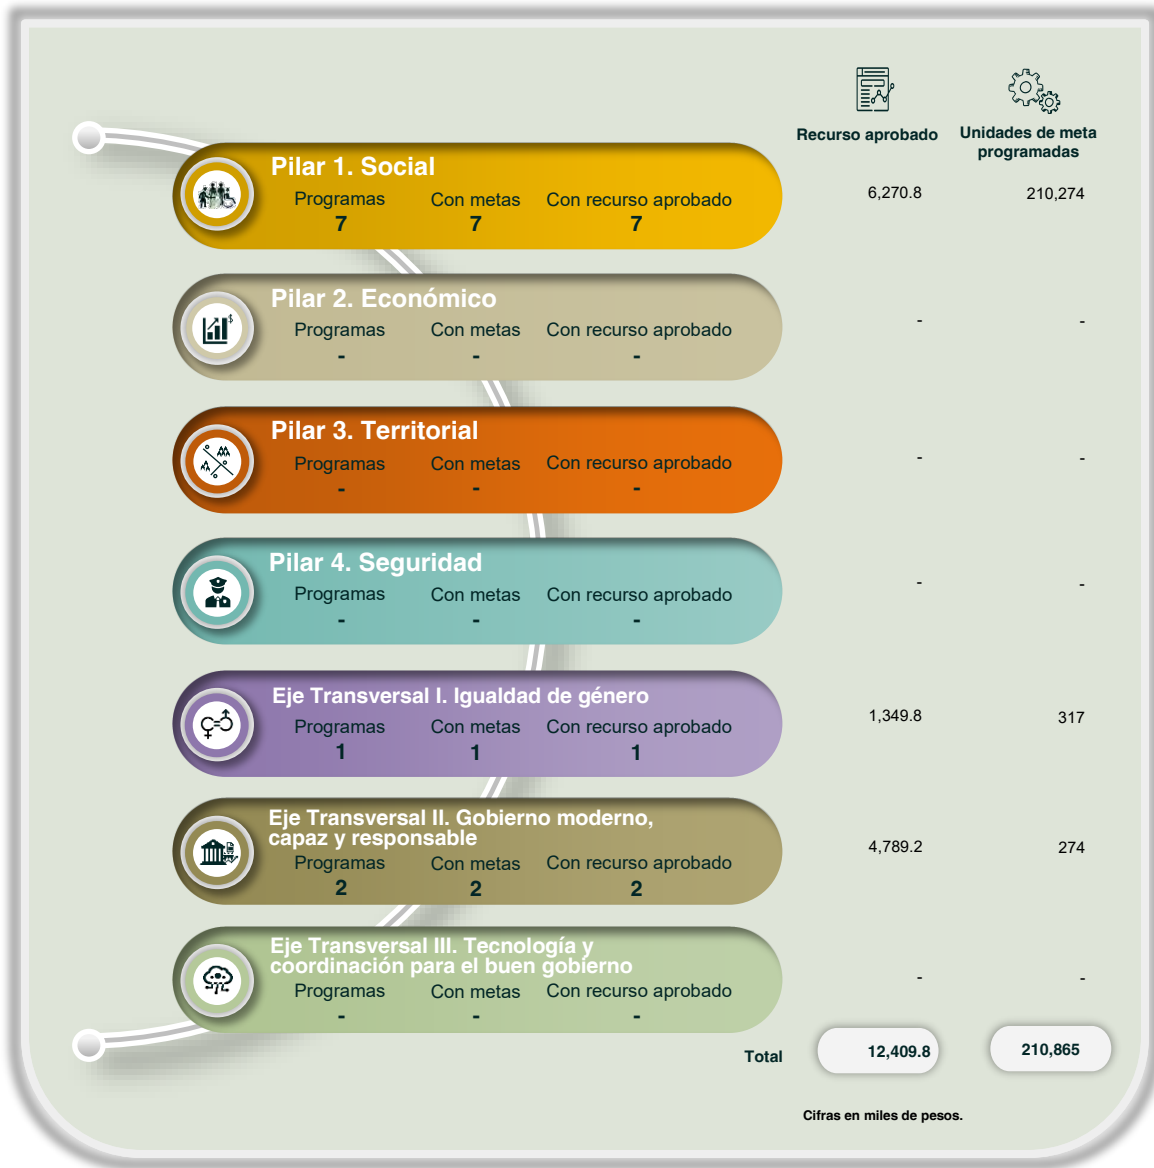 Recurso aprobado
Unidades de meta
programadas
Pilar 1. Social
Programas Con metas Con recurso aprobado
7 7 7
6,270.8 210,274
Pilar 2. Económico
Programas Con metas Con recurso aprobado
- - -
- -
Pilar 3. Territorial
Programas Con metas Con recurso aprobado
- - -
- -
Pilar 4. Seguridad
Programas Con metas Con recurso aprobado
- - -
- -
Eje Transversal I. Igualdad de género
Programas Con metas Con recurso aprobado
1 1 1
1,349.8 317
Eje Transversal II. Gobierno moderno,
capaz y responsable
Programas Con metas Con recurso aprobado
2 2 2
4,789.2 274
Eje Transversal III. Tecnología y
coordinación para el buen gobierno
Programas Con metas Con recurso aprobado
- - -
- -
Total 12,409.8 210,865
Cifras en miles de pesos.